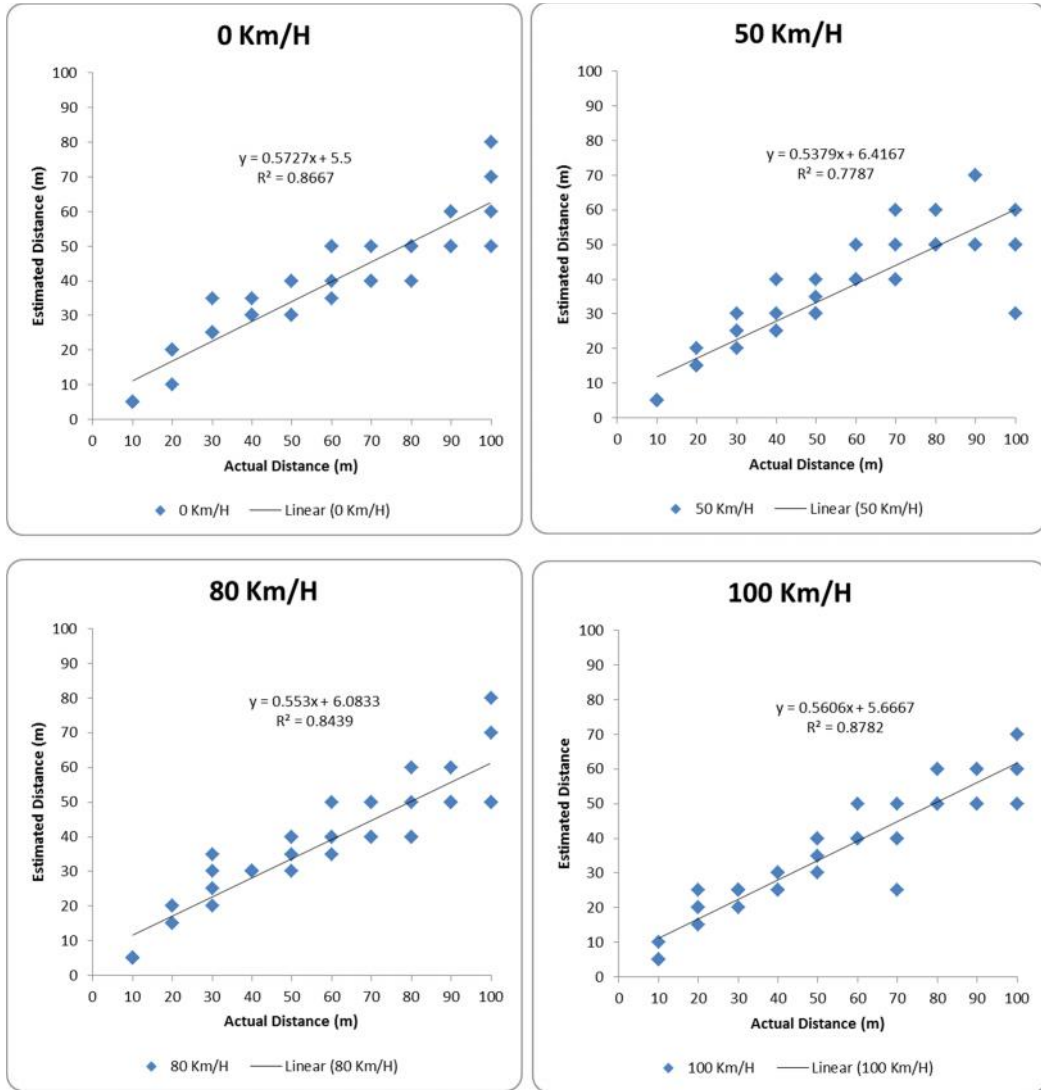 0 Km/H
100
90
80
70
60
50
40
30
20
10
0
Estimated Distance (m)
y = 0.5727x + 5.5
R² = 0.8667
0 10 20 30 40 50 60 70 80 90 100
Actual Distance (m)
0 Km/H Linear (0 Km/H)
50 Km/H
100
90
80
70
60
50
40
30
20
10
0
Estimated Distance (m)
y = 0.5379x + 6.4167
R² = 0.7787
0 10 20 30 40 50 60 70 80 90 100
Actual Distance (m)
50 Km/H Linear (50 Km/H)
80 Km/H
100
90
80
70
60
50
40
30
20
10
0
Estimated Distance (m)
y = 0.553x + 6.0833
R² = 0.8439
0 10 20 30 40 50 60 70 80 90 100
Actual Distance (m)
80 Km/H Linear (80 Km/H)
100 Km/H
100
90
80
70
60
50
40
30
20
10
0
Estimated Distance
y = 0.5606x + 5.6667
R² = 0.8782
0 10 20 30 40 50 60 70 80 90 100
Actual Distance (m)
100 Km/H Linear (100 Km/H)